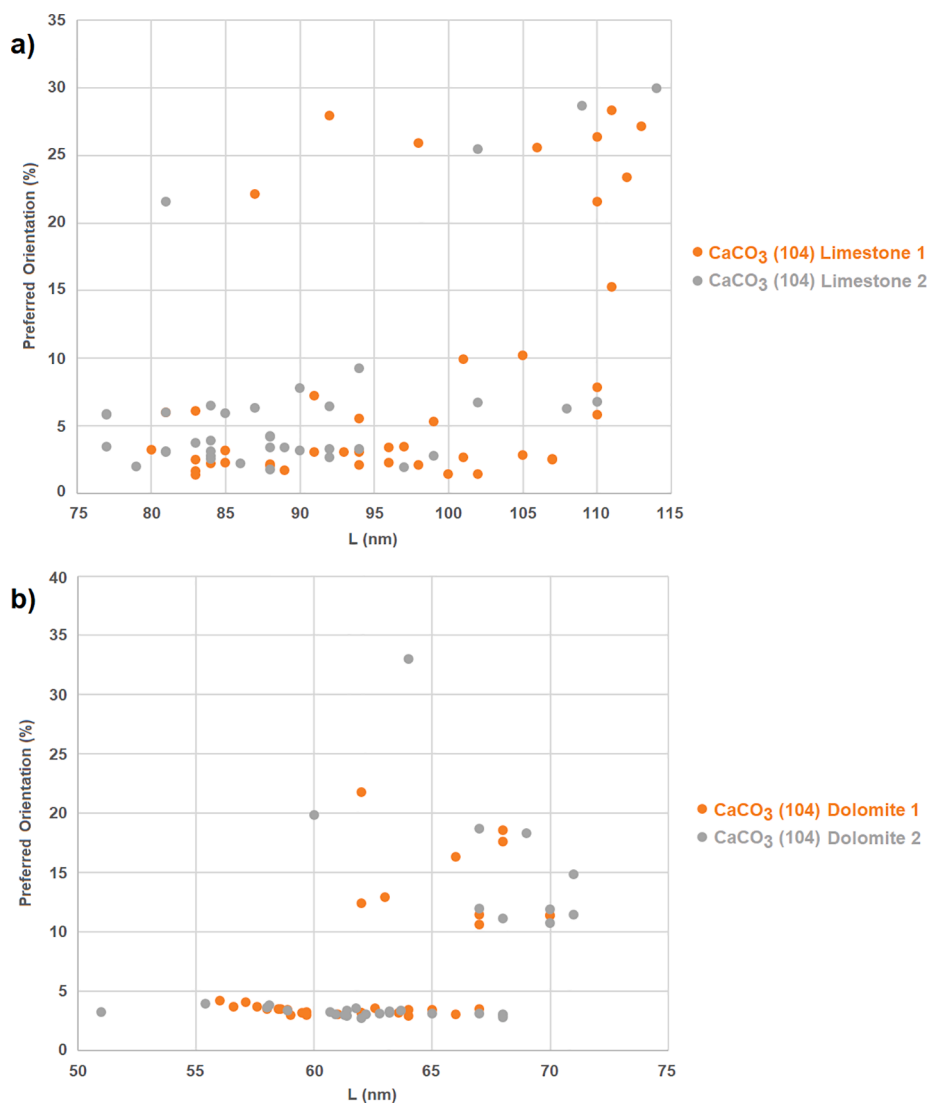 a)
35
30
25
20
15
10
5
0
Preferred Orientation (%)
75 80 85 90 95 100 105 110 115
L (nm)
CaCO3 (104) Limestone 1
CaCO3 (104) Limestone 2
b)
40
35
30
25
20
15
10
5
0
Preferred Orientation (%)
50 55 60 65 70 75
L (nm)
CaCO3 (104) Dolomite 1
CaCO3 (104) Dolomite 2